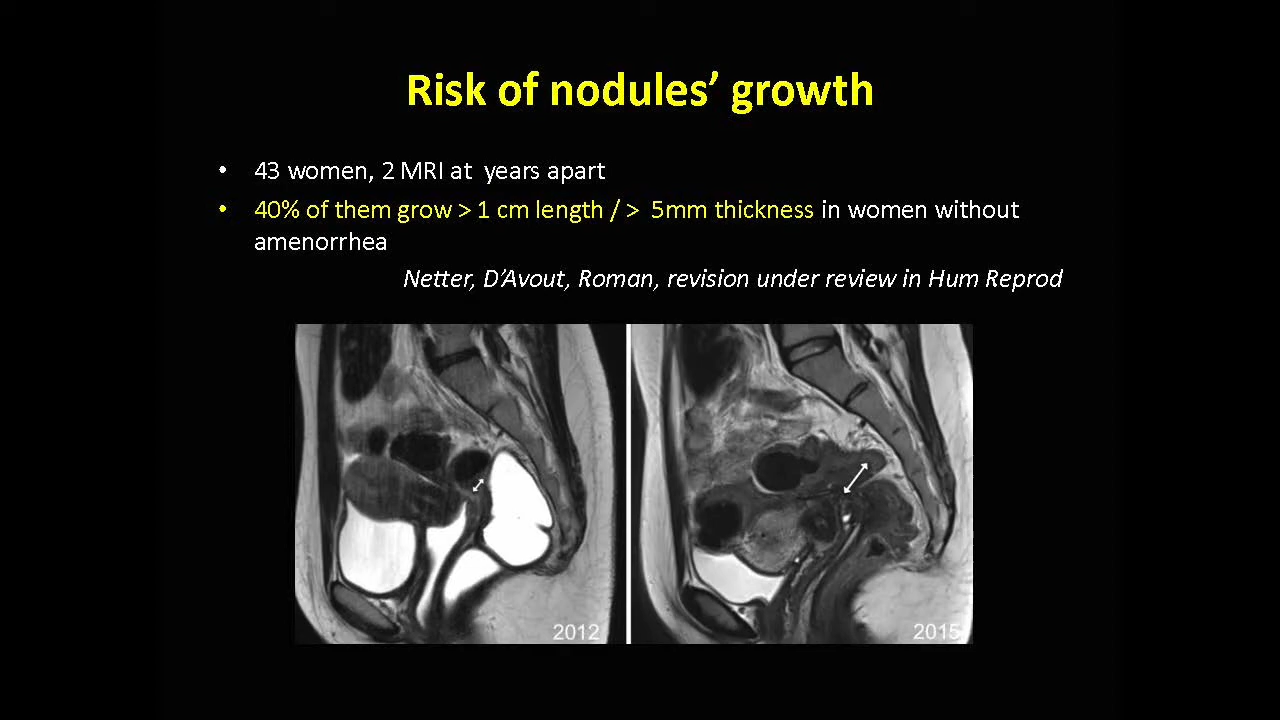 Risk of nodules’ growth
• 43 women, 2 MRI at  years apart
• 40% of them grow > 1 cm length / >  5mm thickness in women without
amenorrhea
Netter, D’Avout, Roman, revision under review in Hum Reprod
2012
2015